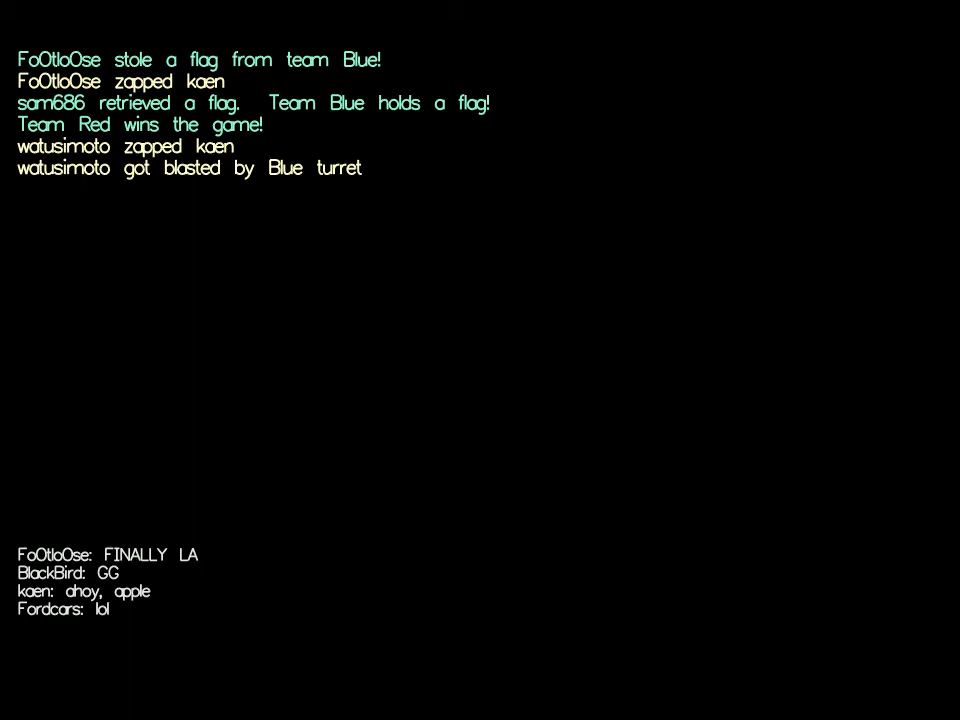 FoOtloOse stole a flag from team Blue!
FoOtloOse zapped kaen
sam686 retrieved a flag.  Team Blue holds a flag!
Team Red wins the game!
watusimoto zapped kaen
watusimoto got blasted by Blue turret
FoOtloOse: FINALLY LA
BlackBird: GG
kaen: ahoy, apple
Fordcars: lol